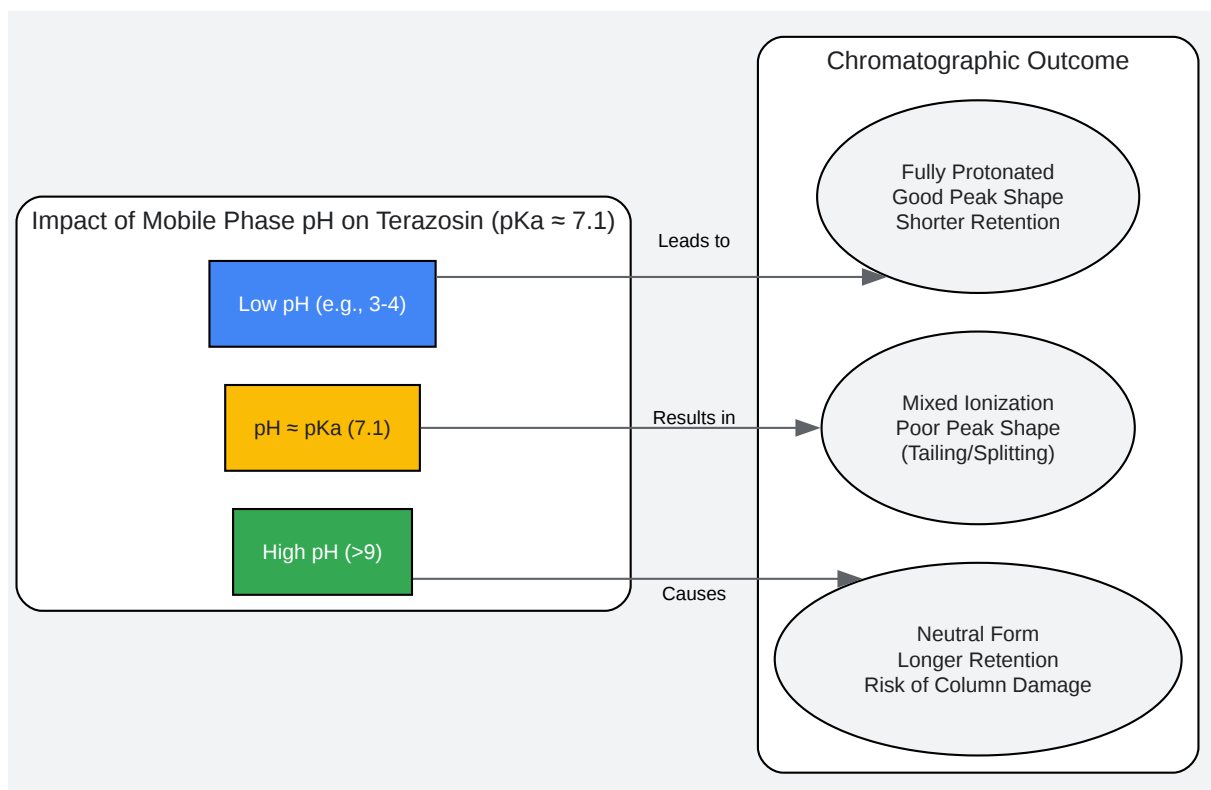 Impact of Mobile Phase pH on Terazosin (pKa ≈ 7.1)
Low pH (e.g., 3-4)
pH ≈ pKa (7.1)
High pH (>9)
Leads to
Results in
Causes
Chromatographic Outcome
Fully Protonated
Good Peak Shape
Shorter Retention
Mixed Ionization
Poor Peak Shape
(Tailing/Splitting)
Neutral Form
Longer Retention
Risk of Column Damage